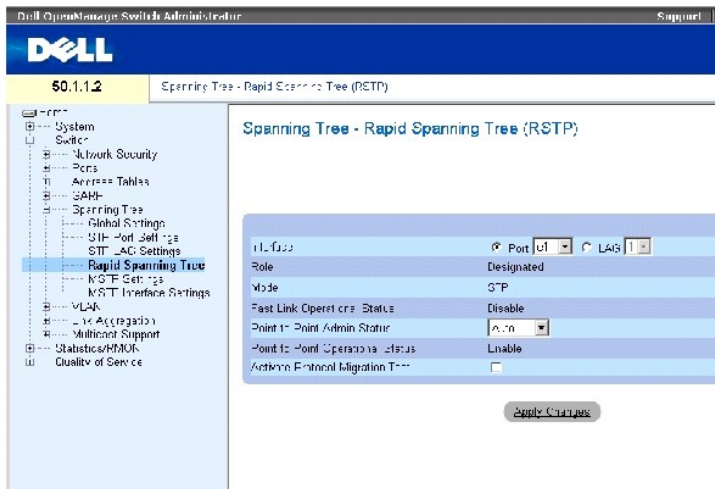 Dell OpenManage Switch Administrator Support
DELL
50.1.1.2 Spanning Tree - Rapid Spanning Tree (RSTP)
Home
System
Switch
Network Security
Ports
Address Tables
GARP
Spanning Tree
Global Settings
STP Port Settings
STP LAG Settings
Rapid Spanning Tree
MSTP Settings
MSTP Interface Settings
VLAN
Link Aggregation
Multicast Support
Statistics/RMON
Quality of Service
Spanning Tree - Rapid Spanning Tree (RSTP)
Interface Port LAG 1
Role Designated
Mode STP
Fast Link Operational Status Disable
Point to Point Admin Status Auto
Point to Point Operational Status Enable
Activate Protocol Migration Test
Apply Changes